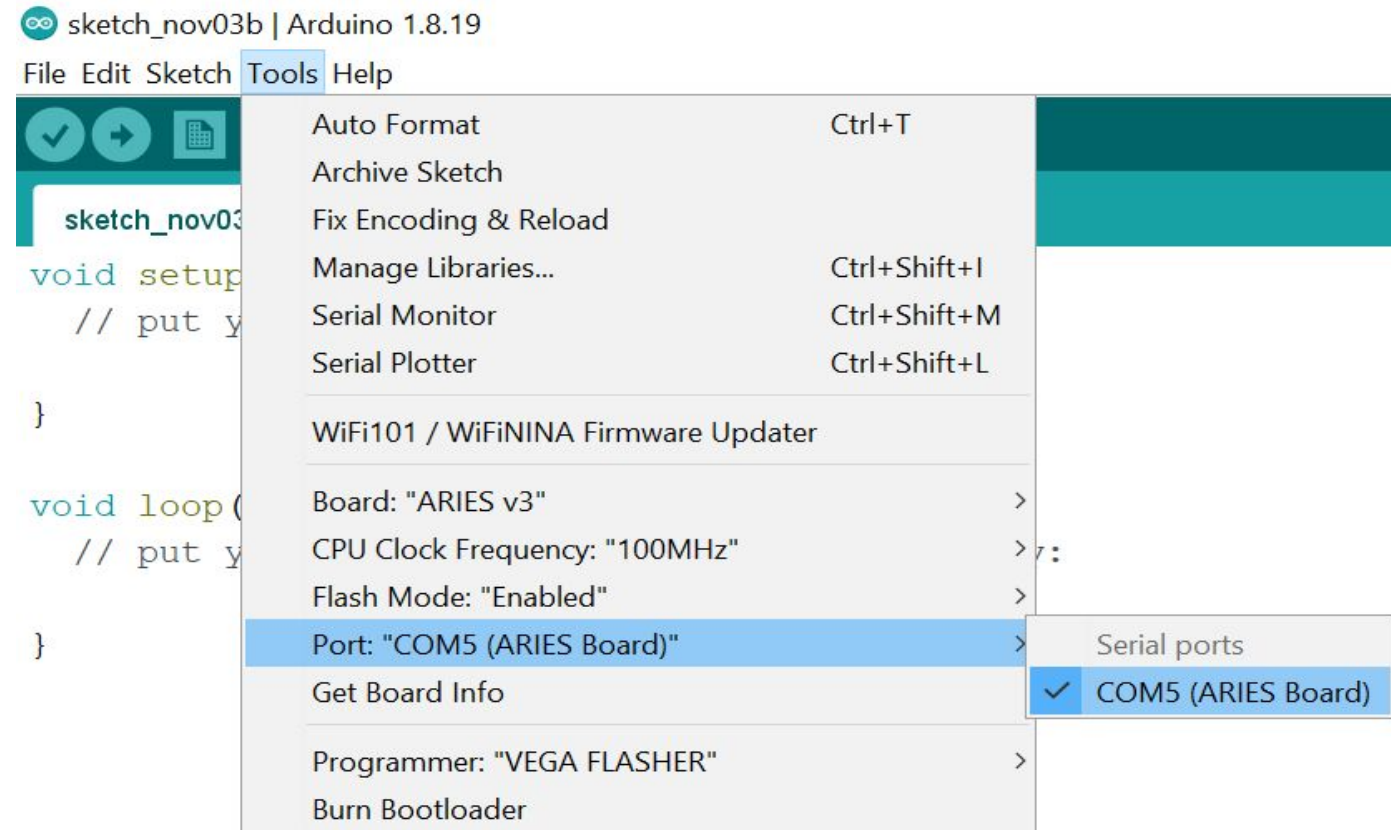 sketch_nov03b | Arduino 1.8.19
File Edit Sketch Tools Help
Auto Format Ctrl+T
Archive Sketch
sketch_nov03
Fix Encoding & Reload
void setup
Manage Libraries... Ctrl+Shift+I
// put y
Serial Monitor Ctrl+Shift+M
Serial Plotter Ctrl+Shift+L
}
WiFi101 / WiFiNINA Firmware Updater
void loop(
Board: "ARIES v3"
// put y
CPU Clock Frequency: "100MHz"
y:
Flash Mode: "Enabled"
}
Port: "COM5 (ARIES Board)"
Serial ports
Get Board Info
COM5 (ARIES Board)
Programmer: "VEGA FLASHER"
Burn Bootloader